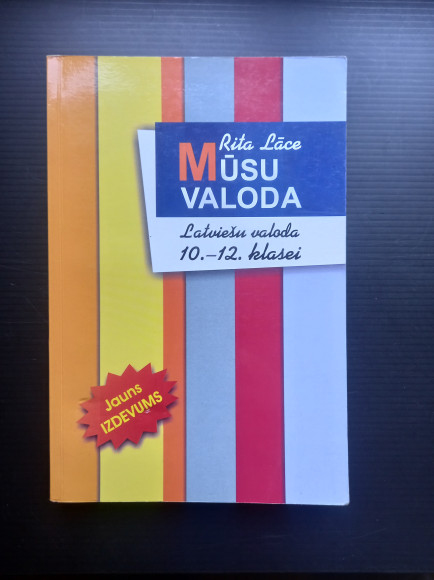 Rita Lāce
MŪSU
VALODA
Latviešu valoda
10.–12. klasei
Jauns
IZDEVUMS